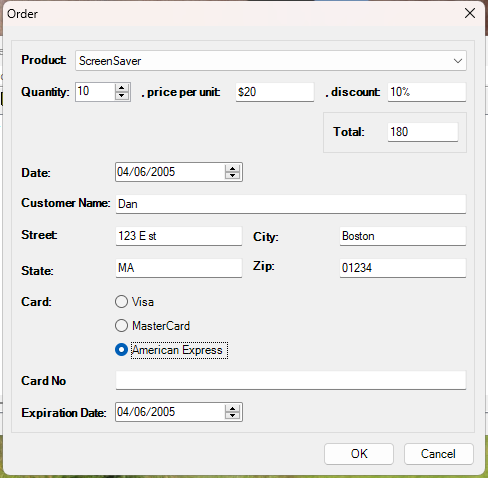 Order
Product: ScreenSaver
Quantity: 10 , price per unit: $20 , discount: 10%
Total: 180
Date: 04/06/2005
Customer Name: Dan
Street: 123 E st City: Boston
State: MA Zip: 01234
Card: Visa
MasterCard
American Express
Card No
Expiration Date: 04/06/2005
OK Cancel